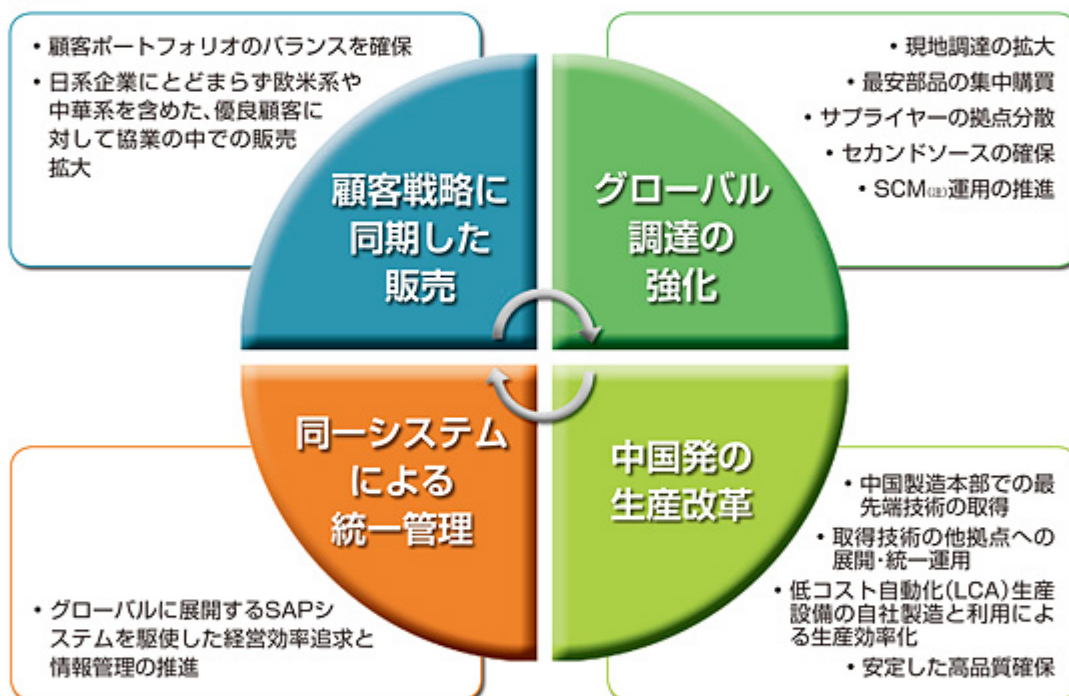 ・顧客ポートフォリオのバランスを確保
・日系企業にとどまらず欧米系や
中華系を含めた、優良顧客に
対して協業の中での販売
拡大
顧客戦略に
同期した
販売
・現地調達の拡大
・最安部品の集中購買
・サプライヤーの拠点分散
・セカンドソースの確保
・SCM(注)運用の推進
グローバル
調達の
強化
同一システム
による
統一管理
・グローバルに展開するSAPシ
ステムを駆使した経営効率追求と
情報管理の推進
中国発の
生産改革
・中国製造本部での最
先端技術の取得
・取得技術の他拠点への
展開・統一運用
・低コスト自動化(LCA)生産
設備の自社製造と利用によ
る生産効率化
・安定した高品質確保